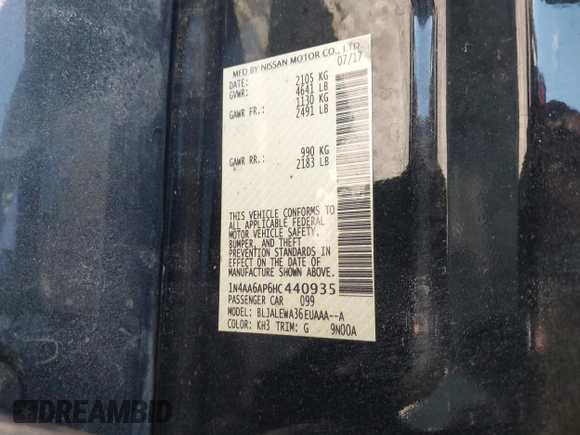 MFD BY NISSAN MOTOR CO., LTD.
DATE: 07/17
GVWR: 2105 KG
4641 LB
GAWR FR.: 1130 KG
2491 LB
GAWR RR.: 990 KG
2183 LB
THIS VEHICLE CONFORMS TO
ALL APPLICABLE FEDERAL
MOTOR VEHICLE SAFETY,
BUMPER, AND THEFT
PREVENTION STANDARDS IN
EFFECT ON THE DATE OF
MANUFACTURE SHOWN ABOVE.
1N4AA6AP6HC440935
PASSENGER CAR 099
MODEL: BLJALEWA36EUAAA--A
COLOR: KH3 TRIM: G 9N00A
DREAMBID